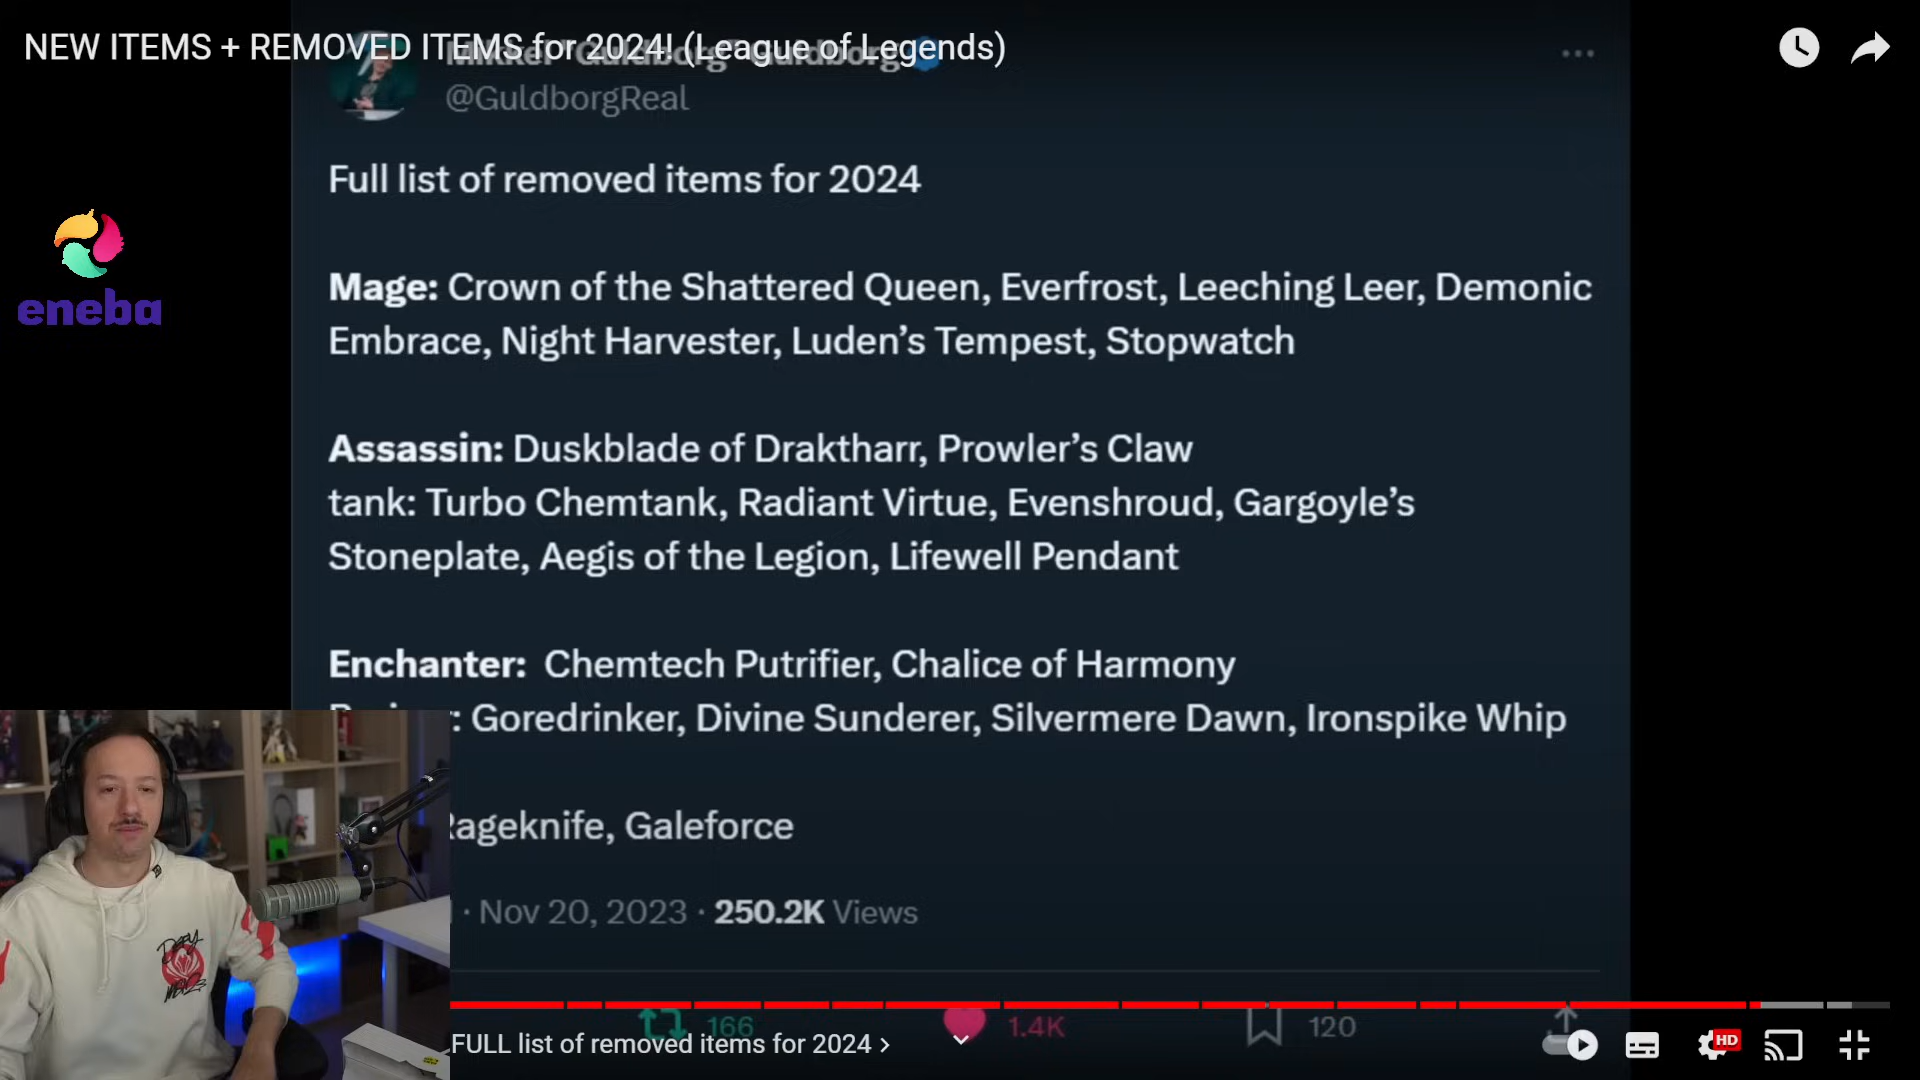 NEW ITEMS + REMOVED ITEMS for 2024! (League of Legends)
@GuldborgReal
Full list of removed items for 2024
Mage: Crown of the Shattered Queen, Everfrost, Leeching Leer, Demonic
Embrace, Night Harvester, Luden’s Tempest, Stopwatch
eneba
Assassin: Duskblade of Draktharr, Prowler’s Claw
tank: Turbo Chemtank, Radiant Virtue, Evenshroud, Gargoyle’s
Stoneplate, Aegis of the Legion, Lifewell Pendant
Enchanter: Chemtech Putrifier, Chalice of Harmony
: Goredrinker, Divine Sunderer, Silvermere Dawn, Ironspike Whip
Rageknife, Galeforce
· Nov 20, 2023 · 250.2K Views
166 1.4K 120
FULL list of removed items for 2024 ›
HD